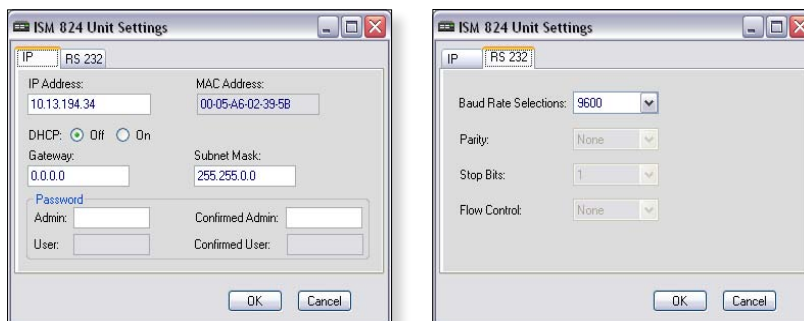 ISM 824 Unit Settings
IP RS 232
IP Address: MAC Address:
10.13.194.34 00-05-A6-02-39-5B
DHCP: Off On
Gateway: Subnet Mask:
0.0.0.0 255.255.0.0
Password
Admin: Confirmed Admin:
User: Confirmed User:
OK Cancel
ISM 824 Unit Settings
IP RS 232
Baud Rate Selections: 9600
Parity: None
Stop Bits: 1
Flow Control: None
OK Cancel